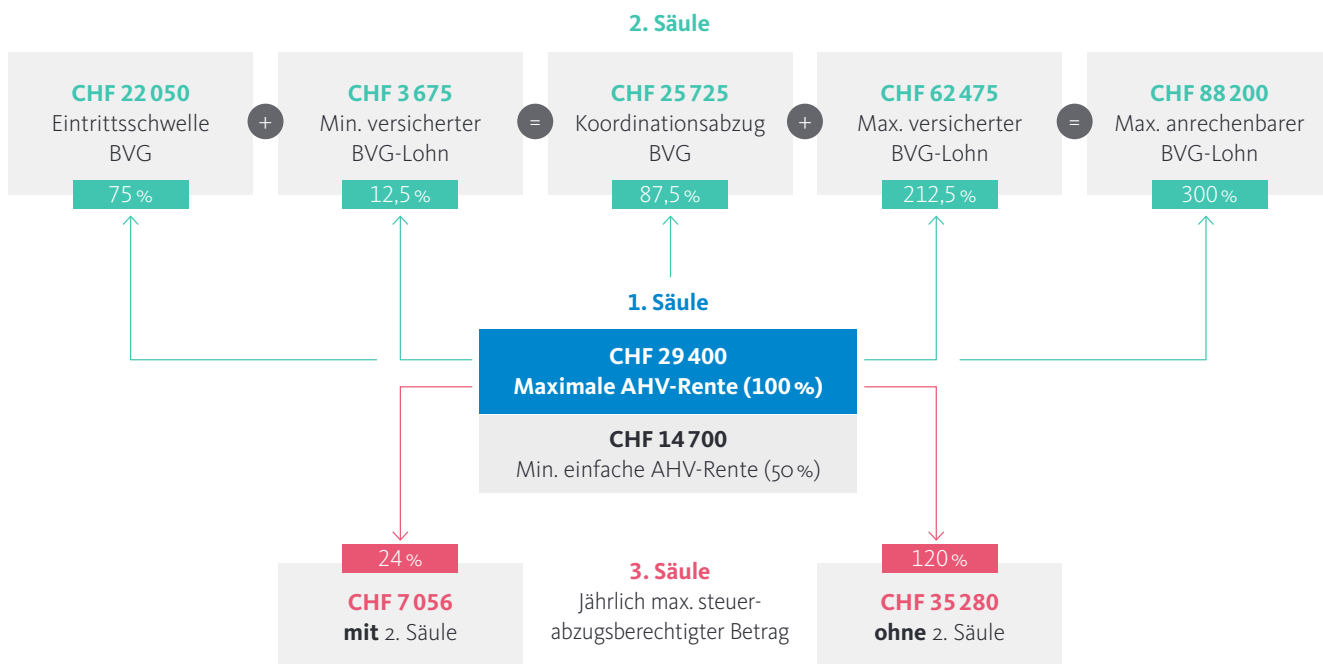 2. Säule
CHF 22 050
Eintrittsschwelle
BVG
75 %
+
CHF 3 675
Min. versicherter
BVG-Lohn
12,5 %
=
CHF 25 725
Koordinationsabzug
BVG
87,5 %
+
CHF 62 475
Max. versicherter
BVG-Lohn
212,5 %
=
CHF 88 200
Max. anrechenbarer
BVG-Lohn
300 %
1. Säule
CHF 29 400
Maximale AHV-Rente (100 %)
CHF 14 700
Min. einfache AHV-Rente (50 %)
24 %
CHF 7 056
mit 2. Säule
3. Säule
Jährlich max. steuer-
abzugsberechtigter Betrag
120 %
CHF 35 280
ohne 2. Säule